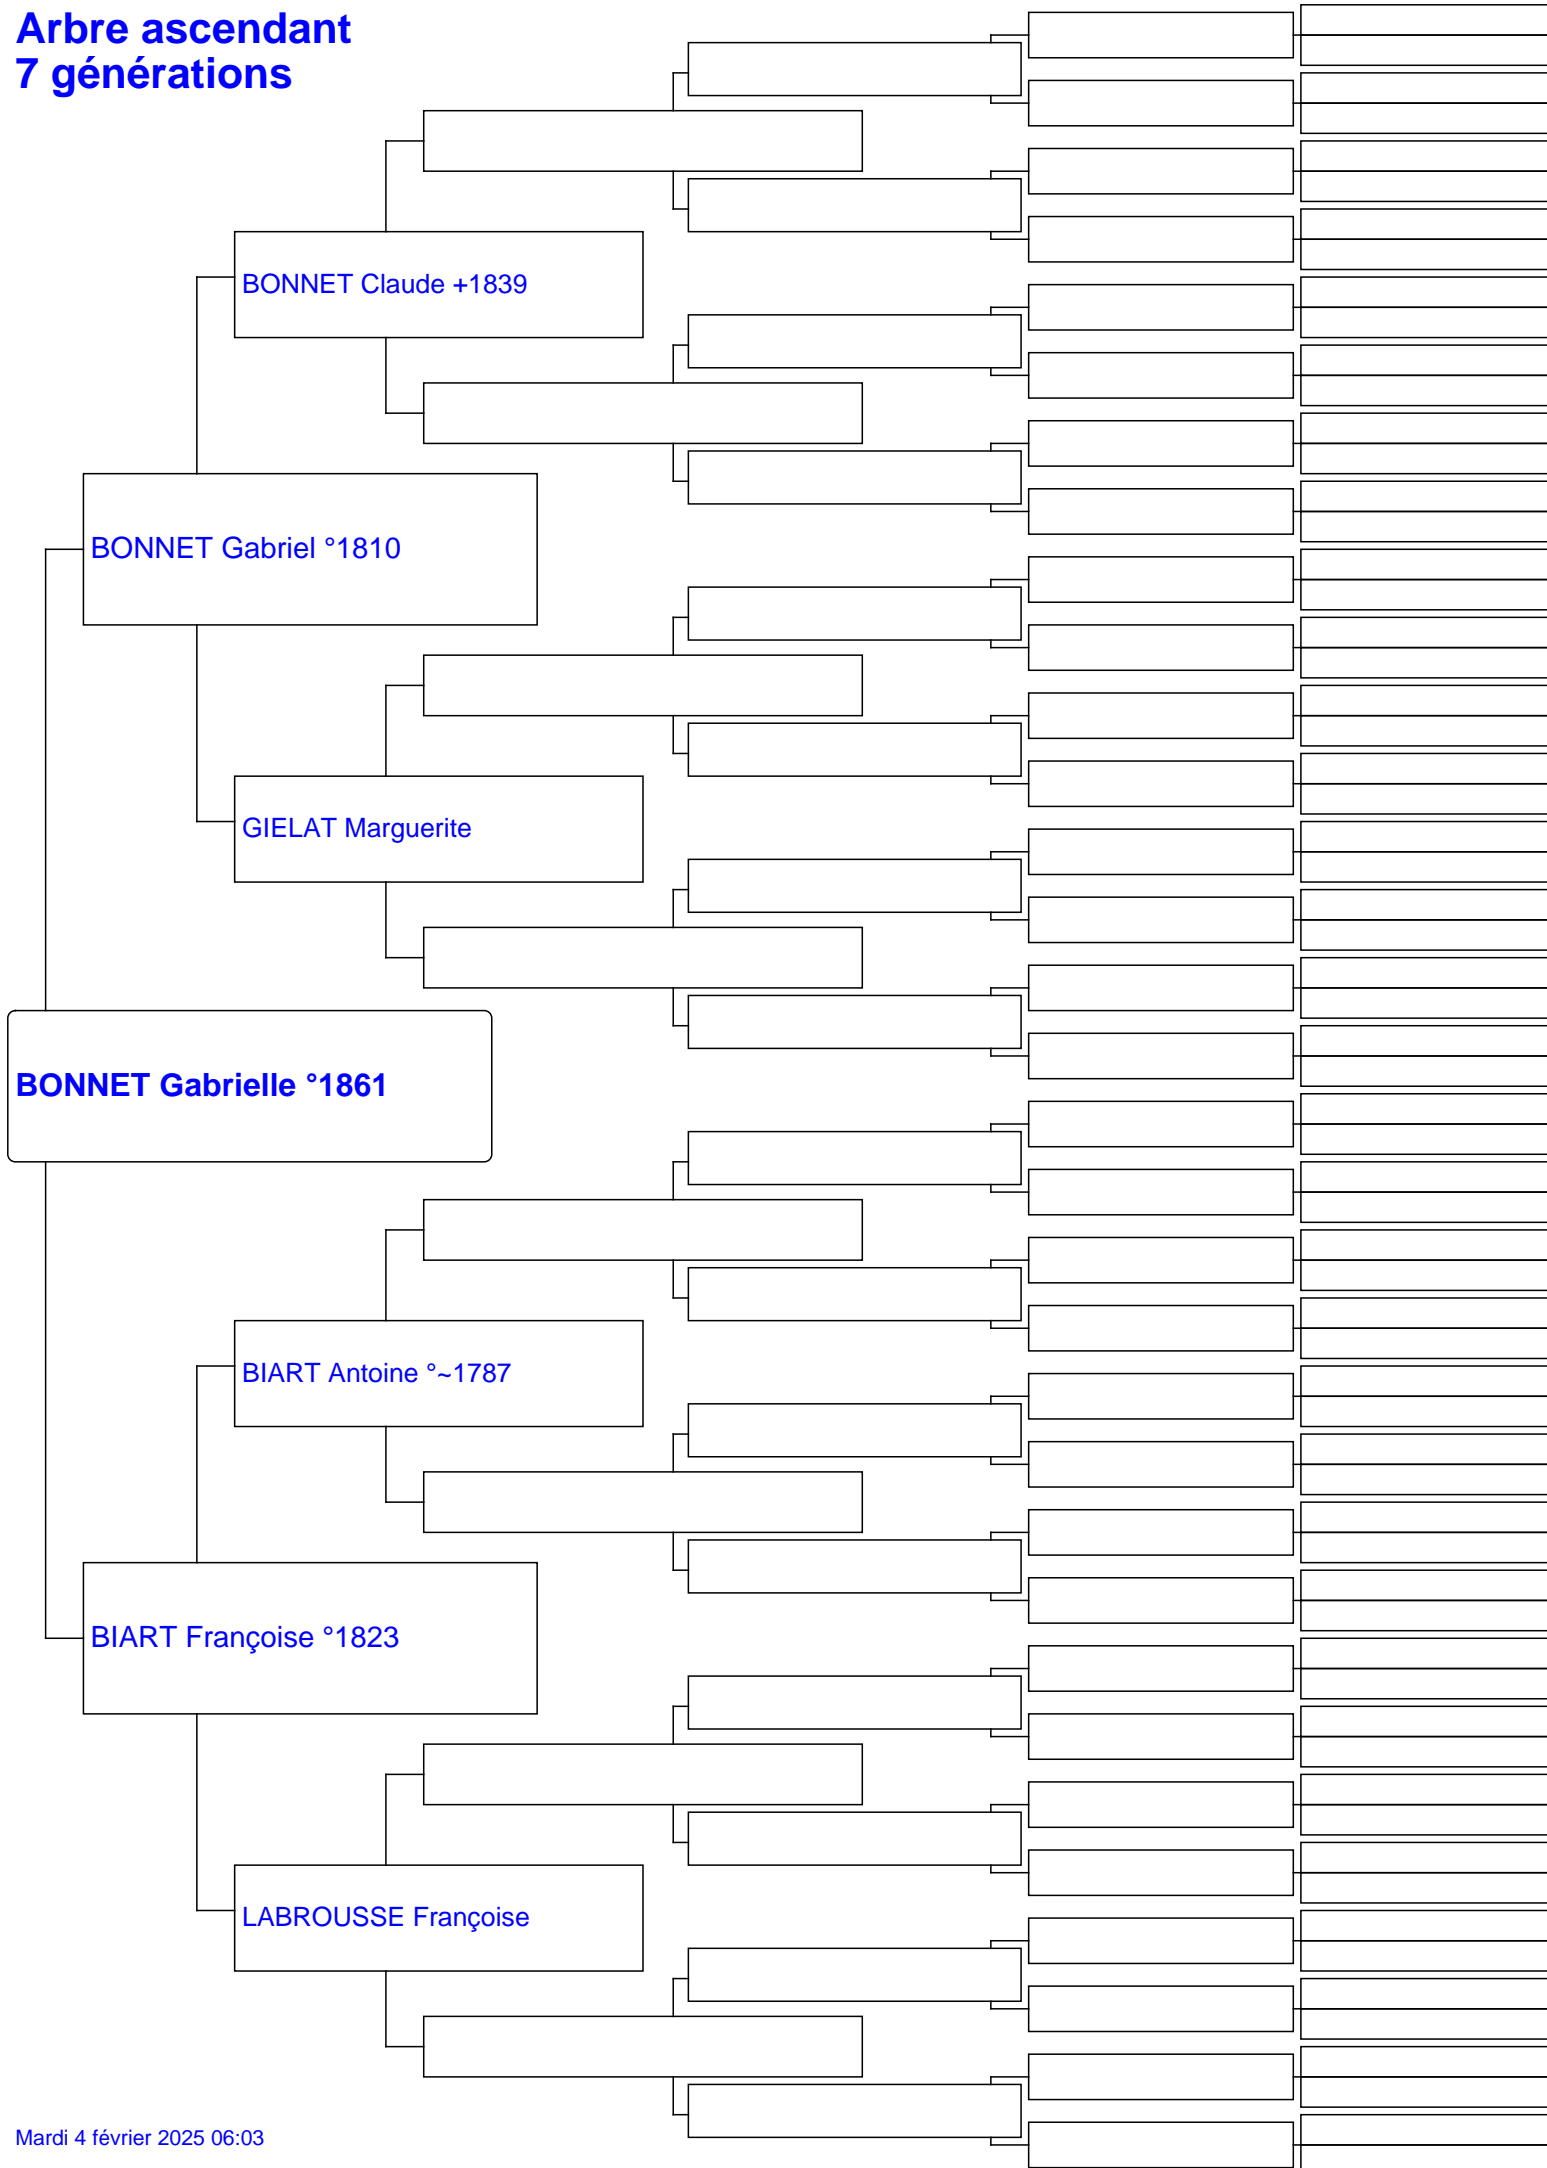 Arbre ascendant
7 générations
BONNET Claude +1839
BONNET Gabriel °1810
GIELAT Marguerite
BONNET Gabrielle °1861
BIART Antoine °~1787
BIART Françoise °1823
LABROUSSE Françoise
Mardi 4 février 2025 06:03